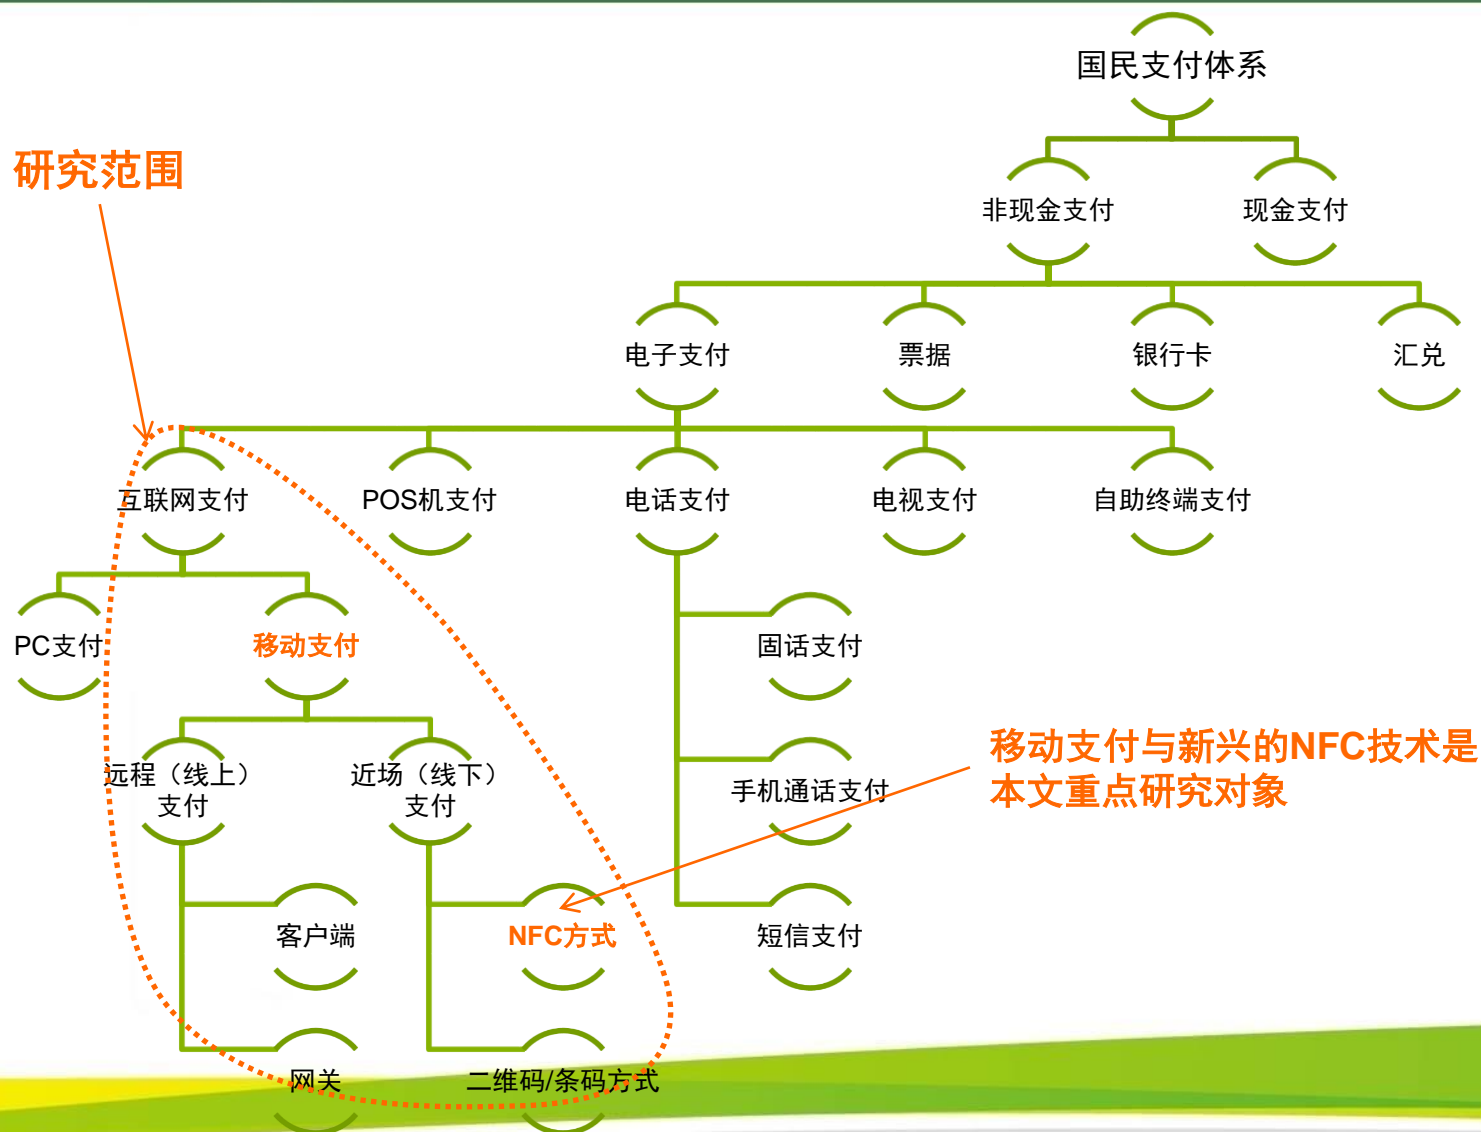 国民支付体系
研究范围
非现金支付
现金支付
电子支付
票据
银行卡
汇兑
互联网支付
POS机支付
电话支付
电视支付
自助终端支付
PC支付
移动支付
固话支付
远程（线上）
支付
近场（线下）
支付
手机通话支付
移动支付与新兴的NFC技术是
本文重点研究对象
客户端
NFC方式
短信支付
网关
二维码/条码方式